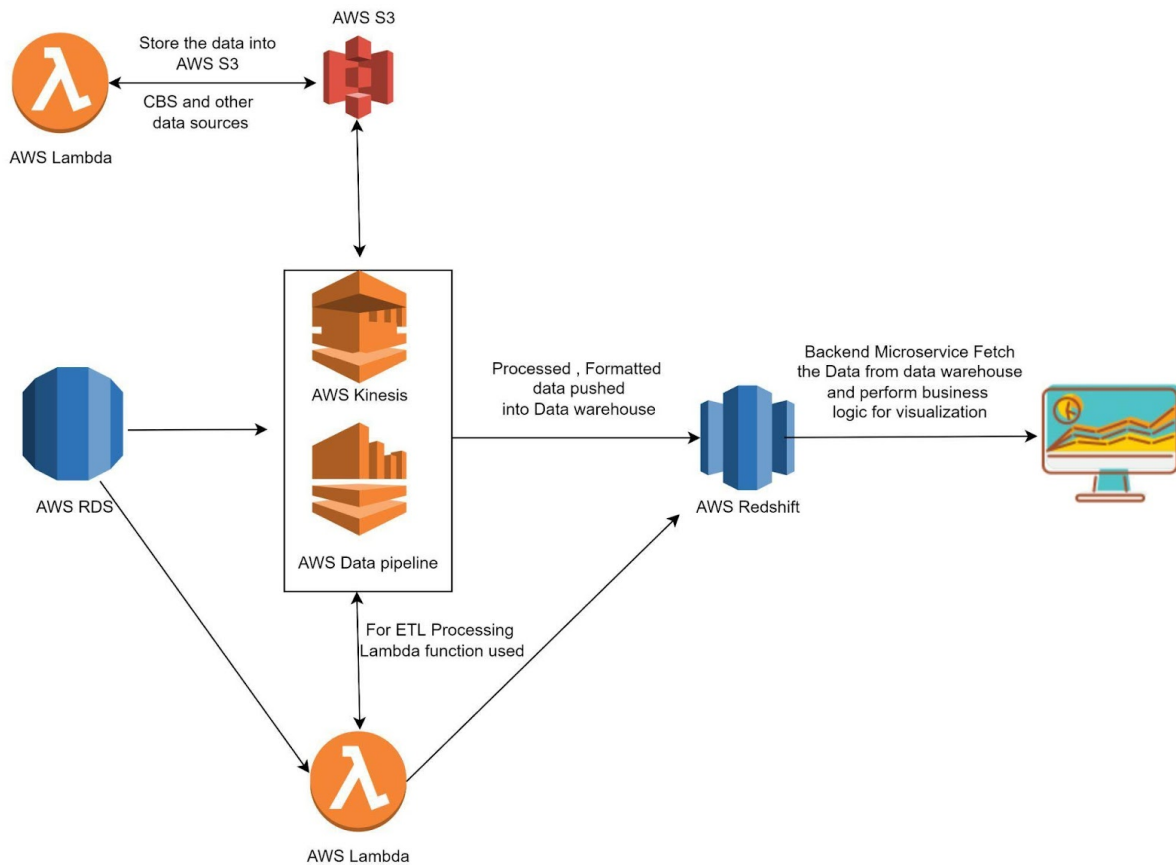 AWS S3
Store the data into
AWS S3
CBS and other
data sources
AWS Lambda
AWS Kinesis
AWS RDS
AWS Data pipeline
Processed , Formatted
data pushed
into Data warehouse
Backend Microservice Fetch
the Data from data warehouse
and perform business
logic for visualization
AWS Redshift
For ETL Processing
Lambda function used
AWS Lambda